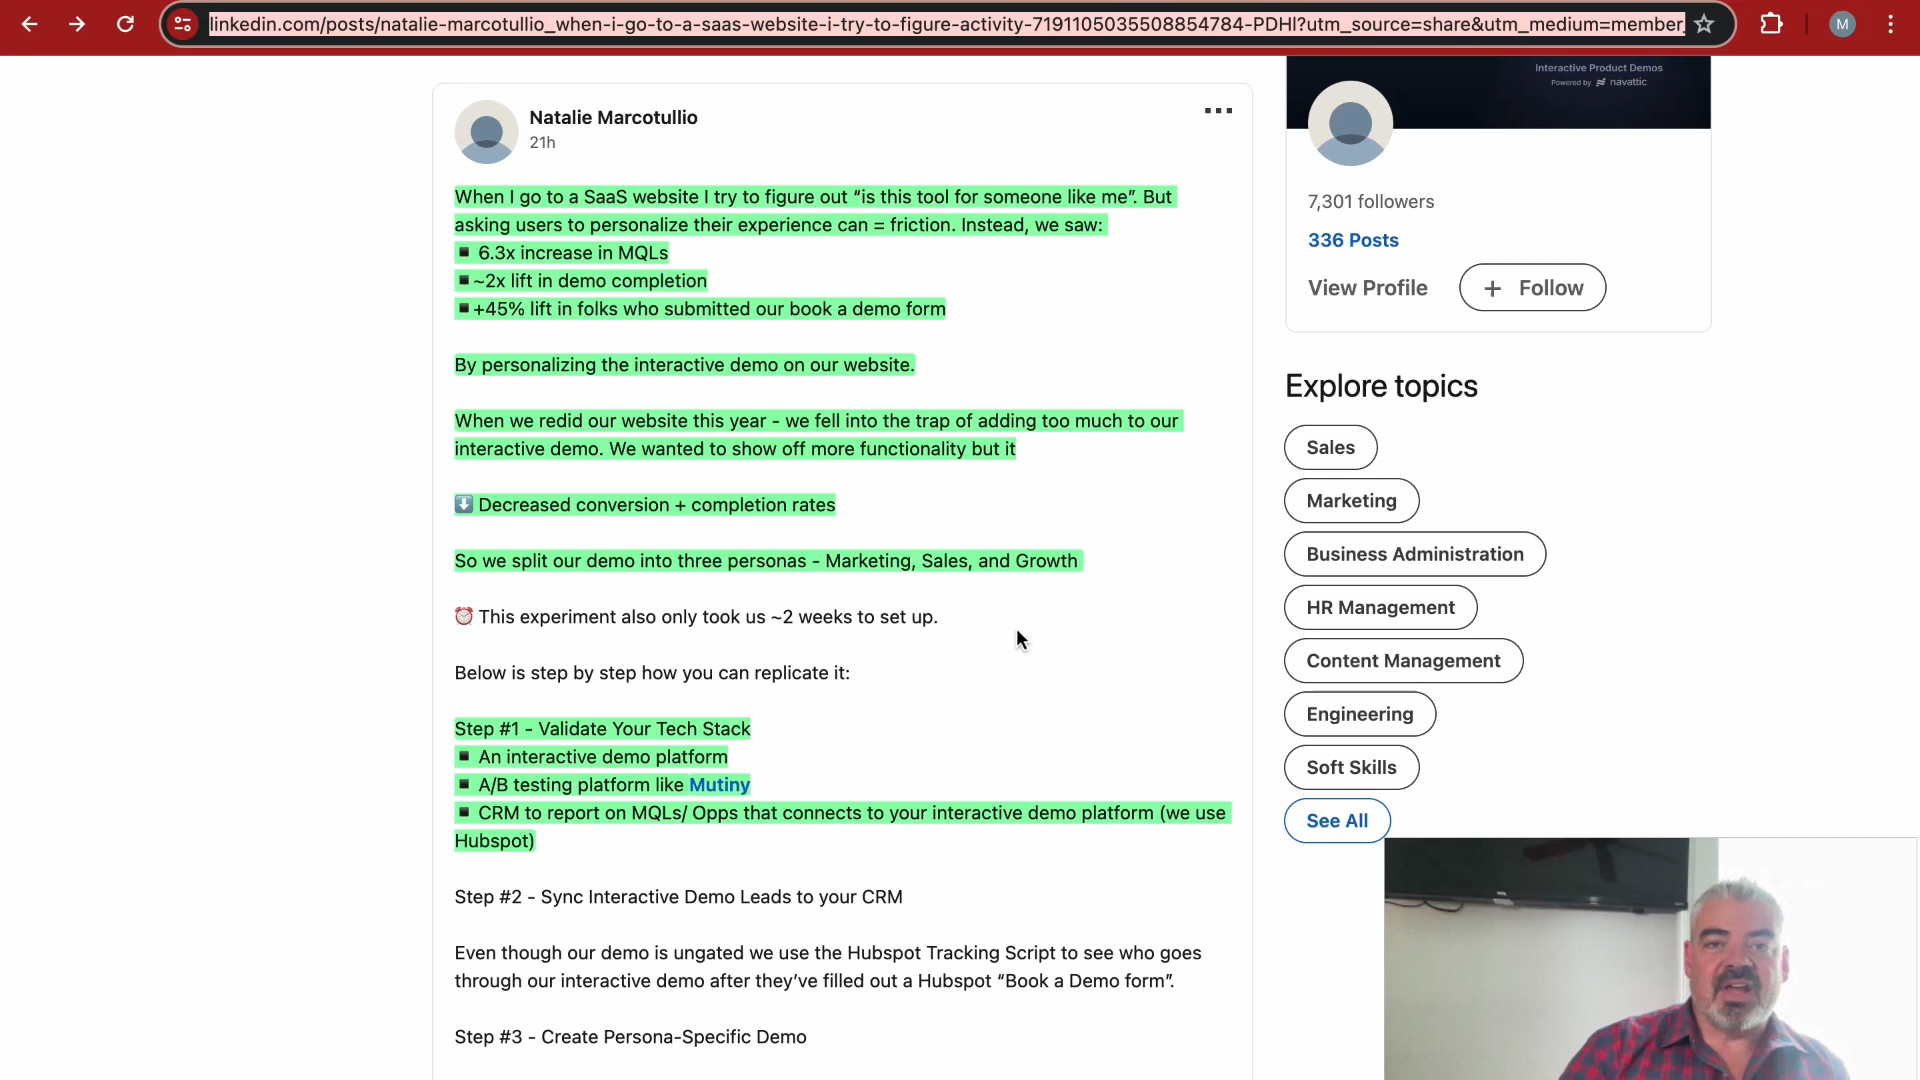 linkedin.com/posts/natalie-marcotullio_when-i-go-to-a-saas-website-i-try-to-figure-activity-7191105035508854784-PDHI?utm_source=share&utm_medium=member_
M
Interactive Product Demos
Powered by navattic
Natalie Marcotullio
21h
When I go to a SaaS website I try to figure out “is this tool for someone like me”. But
asking users to personalize their experience can = friction. Instead, we saw:
▪️ 6.3x increase in MQLs
▪️~2x lift in demo completion
▪️+45% lift in folks who submitted our book a demo form
By personalizing the interactive demo on our website.
When we redid our website this year - we fell into the trap of adding too much to our
interactive demo. We wanted to show off more functionality but it
⬇️ Decreased conversion + completion rates
So we split our demo into three personas - Marketing, Sales, and Growth
⏰ This experiment also only took us ~2 weeks to set up.
Below is step by step how you can replicate it:
Step #1 - Validate Your Tech Stack
▪️ An interactive demo platform
▪️ A/B testing platform like Mutiny
▪️ CRM to report on MQLs/ Opps that connects to your interactive demo platform (we use
Hubspot)
Step #2 - Sync Interactive Demo Leads to your CRM
Even though our demo is ungated we use the Hubspot Tracking Script to see who goes
through our interactive demo after they’ve filled out a Hubspot “Book a Demo form”.
Step #3 - Create Persona-Specific Demo
7,301 followers
336 Posts
View Profile
+ Follow
Explore topics
Sales
Marketing
Business Administration
HR Management
Content Management
Engineering
Soft Skills
See All